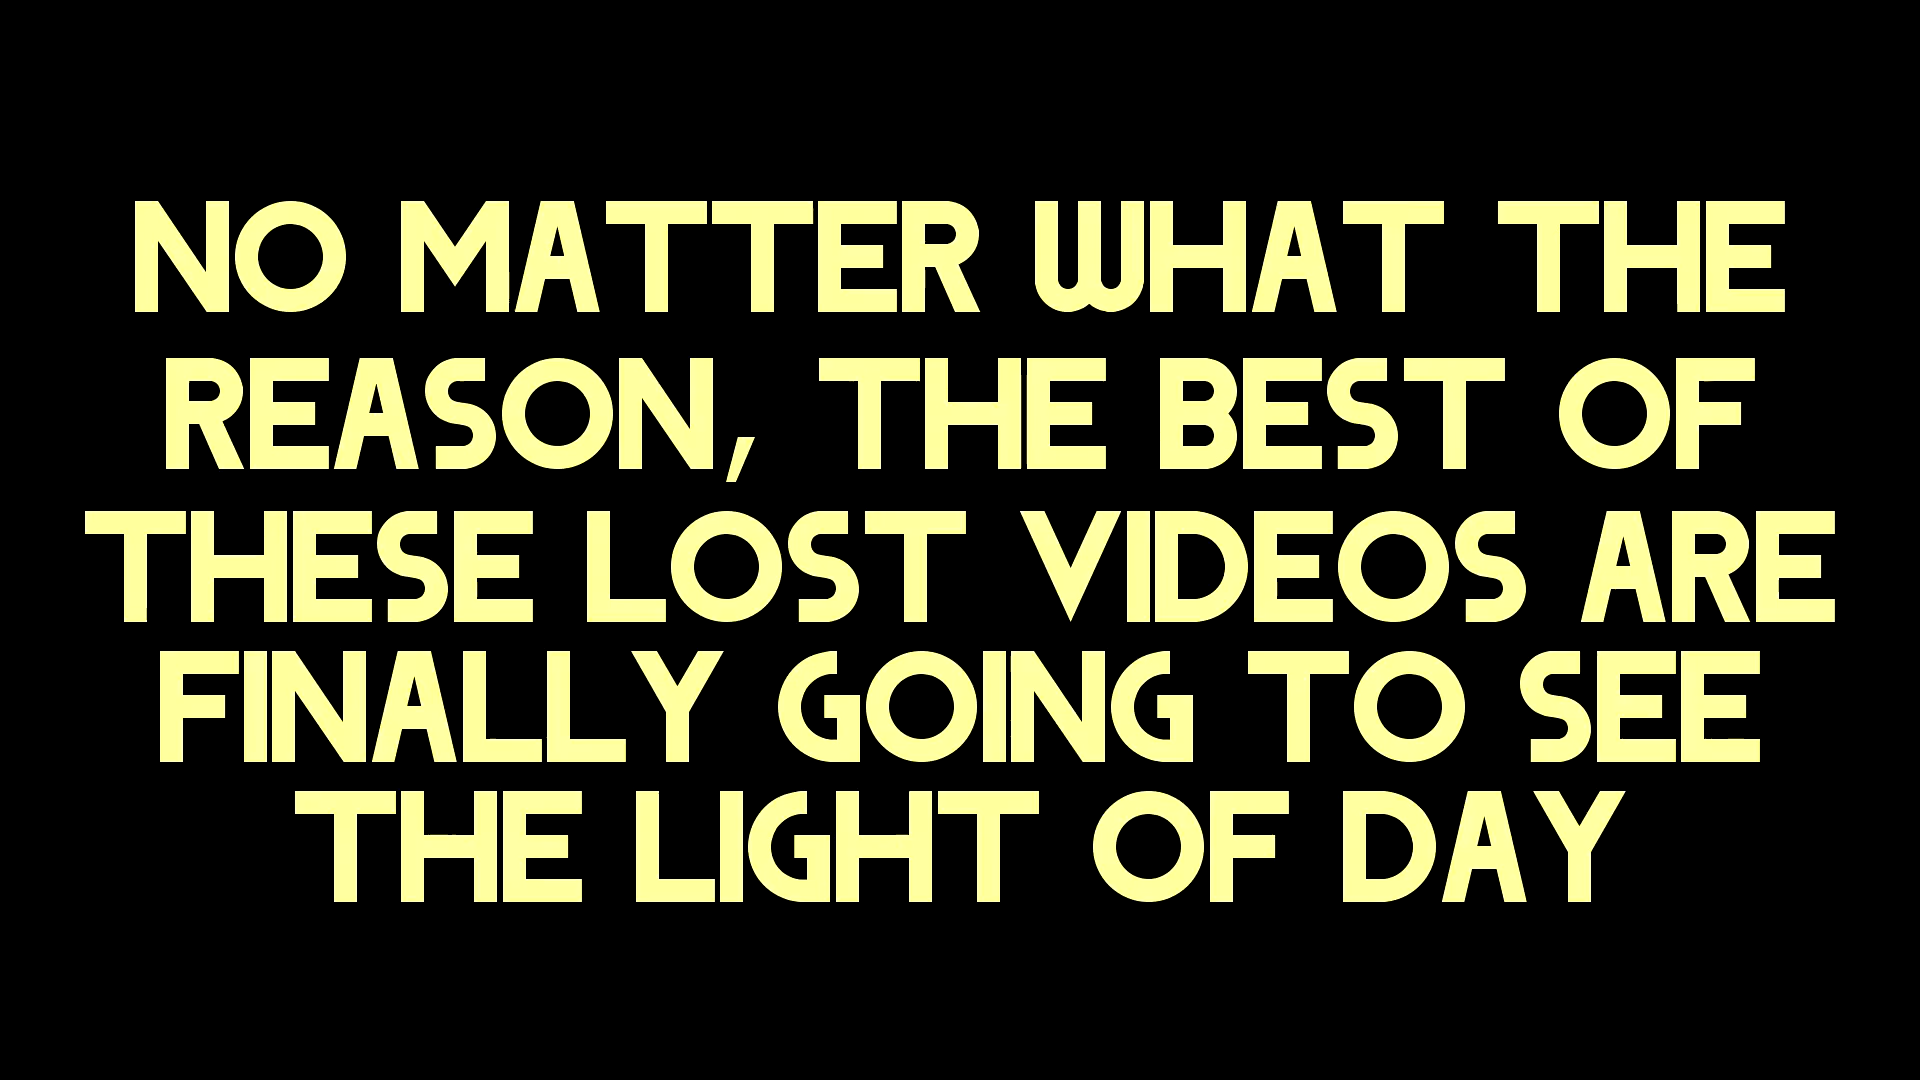 NO MATTER WHAT THE
REASON, THE BEST OF
THESE LOST VIDEOS ARE
FINALLY GOING TO SEE
THE LIGHT OF DAY